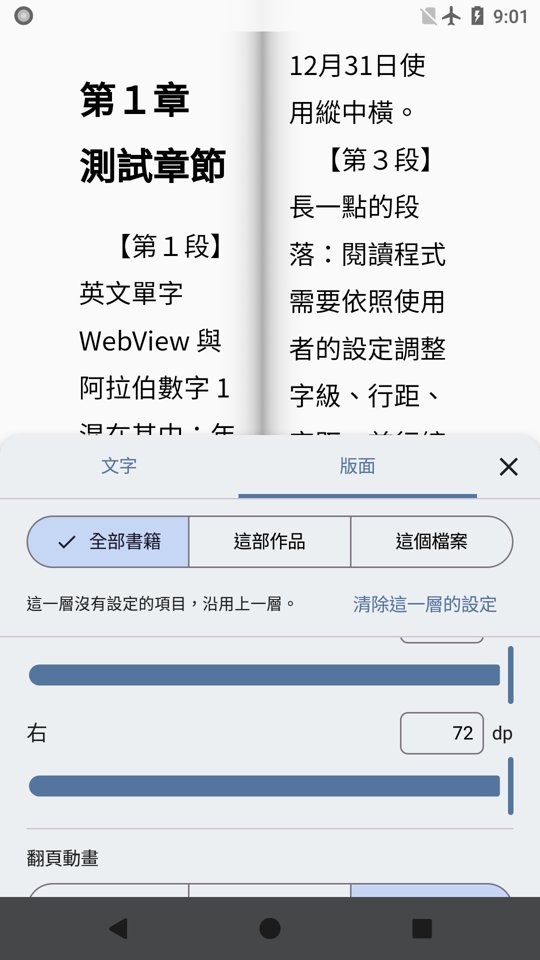 9:01
第１章
測試章節
【第１段】
英文單字
WebView 與
阿拉伯數字 1
混在其中：年
12月31日使
用縱中橫。
【第３段】
長一點的段
落：閱讀程式
需要依照使用
者的設定調整
字級、行距、
文字
版面
全部書籍
這部作品
這個檔案
這一層沒有設定的項目，沿用上一層。
清除這一層的設定
右
72 dp
翻頁動畫